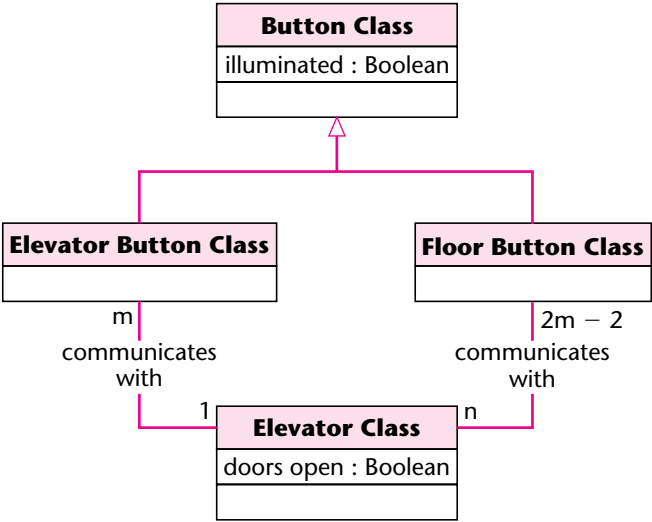 Button Class
illuminated : Boolean
Elevator Button Class
Floor Button Class
m
2m − 2
communicates
with
communicates
with
1
n
Elevator Class
doors open : Boolean